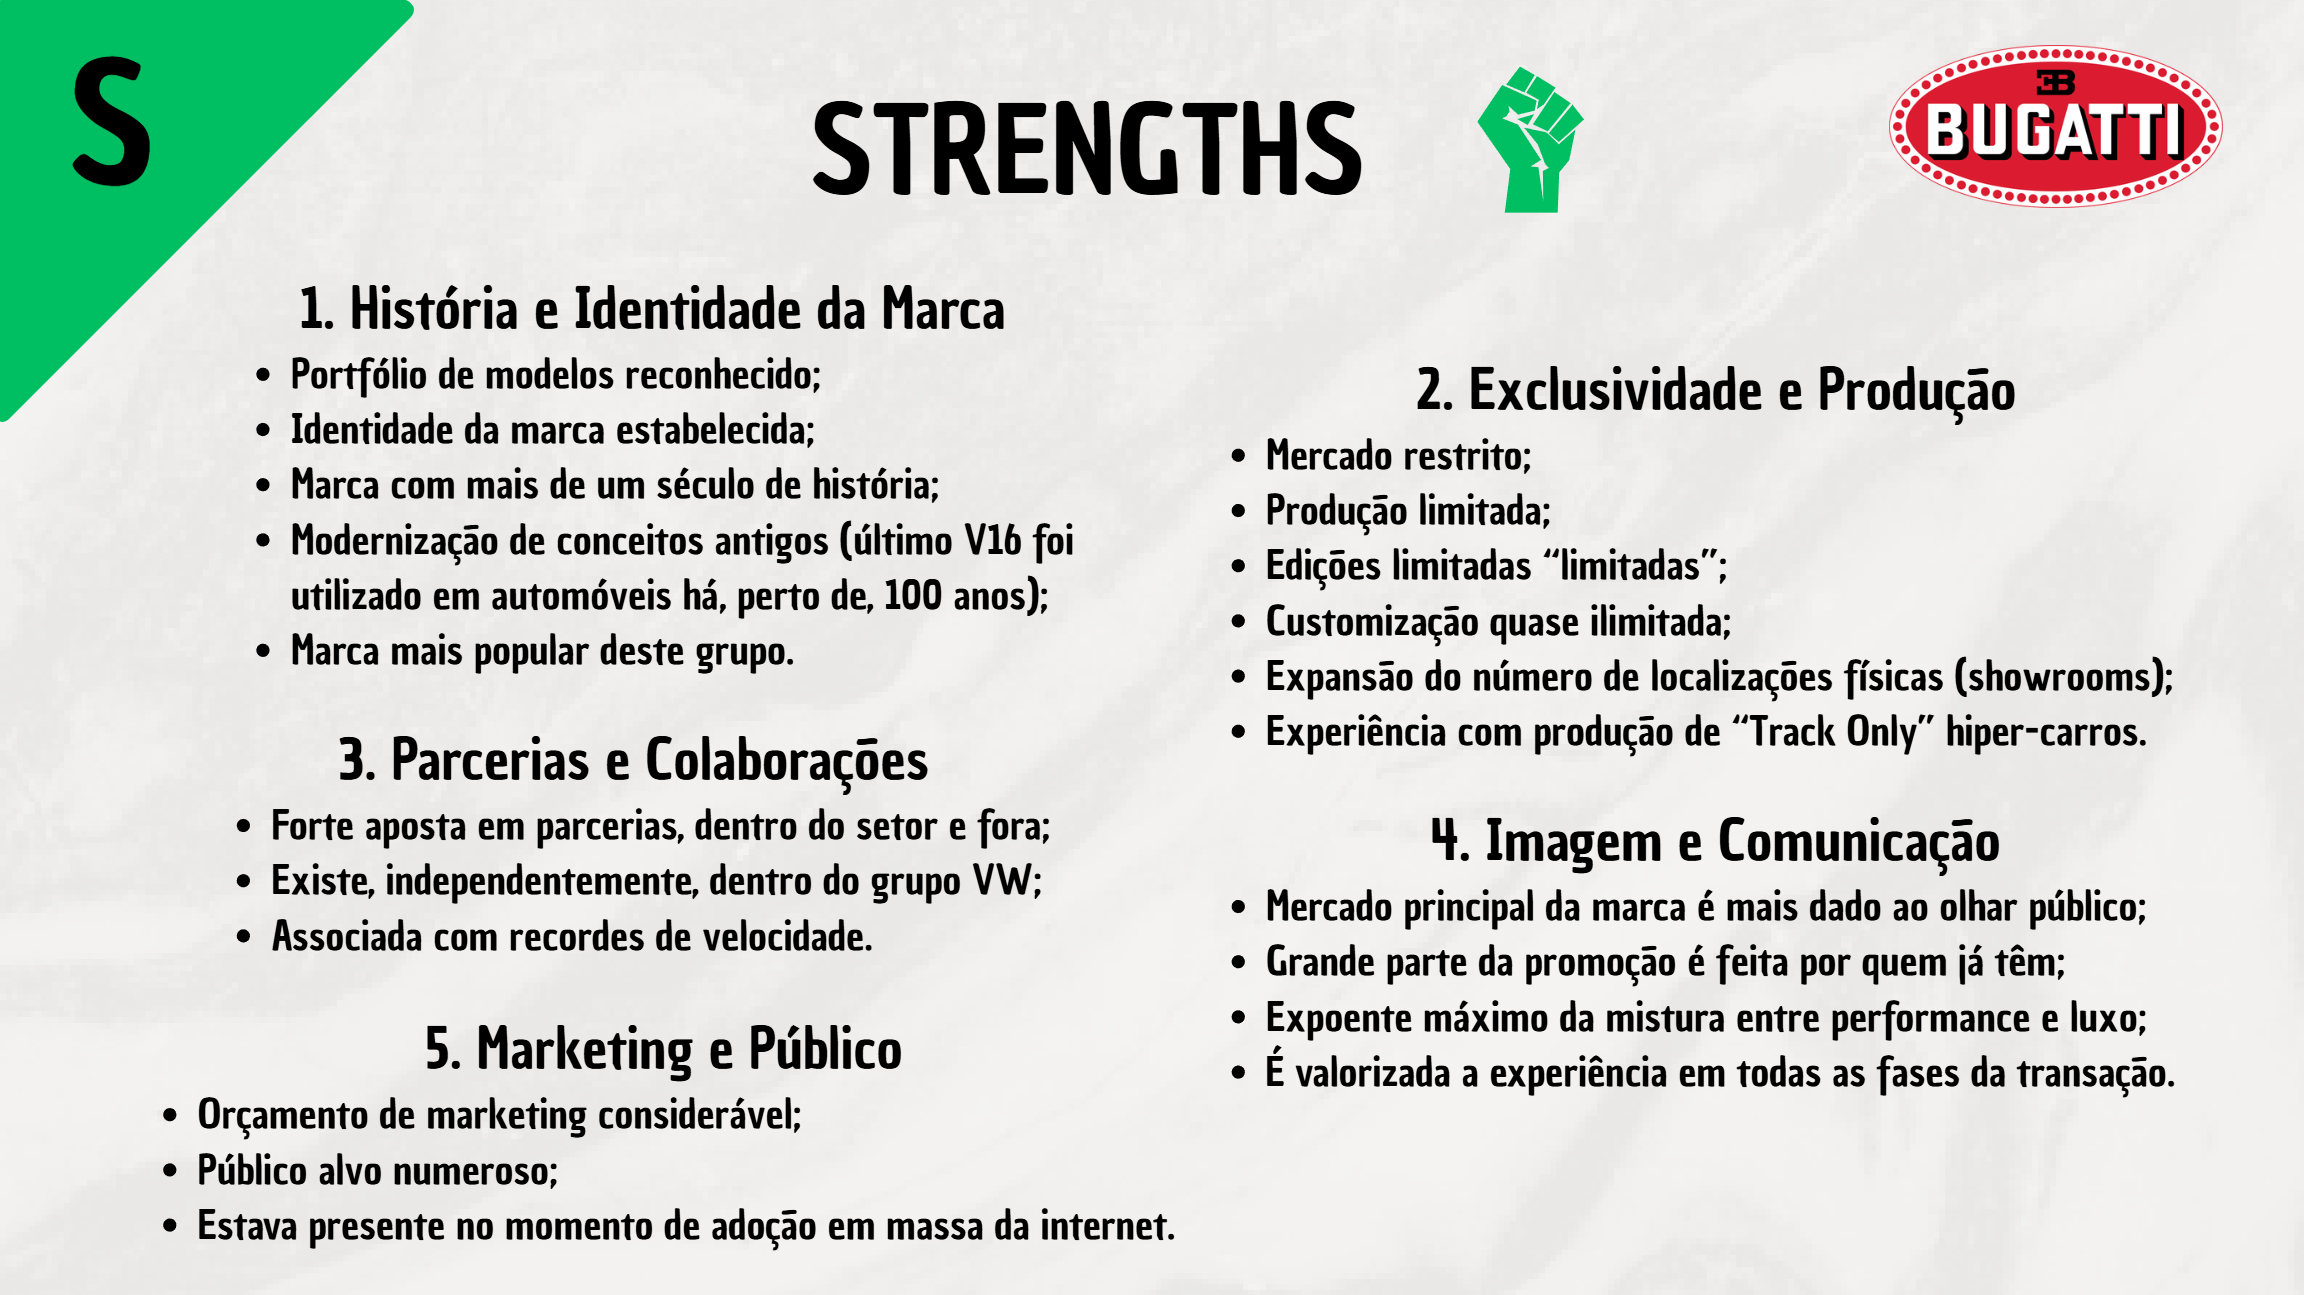 S
STRENGTHS
EB
BUGATTI
1. História e Identidade da Marca
• Portfólio de modelos reconhecido;
• Identidade da marca estabelecida;
• Marca com mais de um século de história;
• Modernização de conceitos antigos (último V16 foi
utilizado em automóveis há, perto de, 100 anos);
• Marca mais popular deste grupo.
2. Exclusividade e Produção
• Mercado restrito;
• Produção limitada;
• Edições limitadas “limitadas”;
• Customização quase ilimitada;
• Expansão do número de localizações físicas (showrooms);
• Experiência com produção de “Track Only” hiper-carros.
3. Parcerias e Colaborações
• Forte aposta em parcerias, dentro do setor e fora;
• Existe, independentemente, dentro do grupo VW;
• Associada com recordes de velocidade.
4. Imagem e Comunicação
• Mercado principal da marca é mais dado ao olhar público;
• Grande parte da promoção é feita por quem já têm;
• Expoente máximo da mistura entre performance e luxo;
• É valorizada a experiência em todas as fases da transação.
5. Marketing e Público
• Orçamento de marketing considerável;
• Público alvo numeroso;
• Estava presente no momento de adoção em massa da internet.